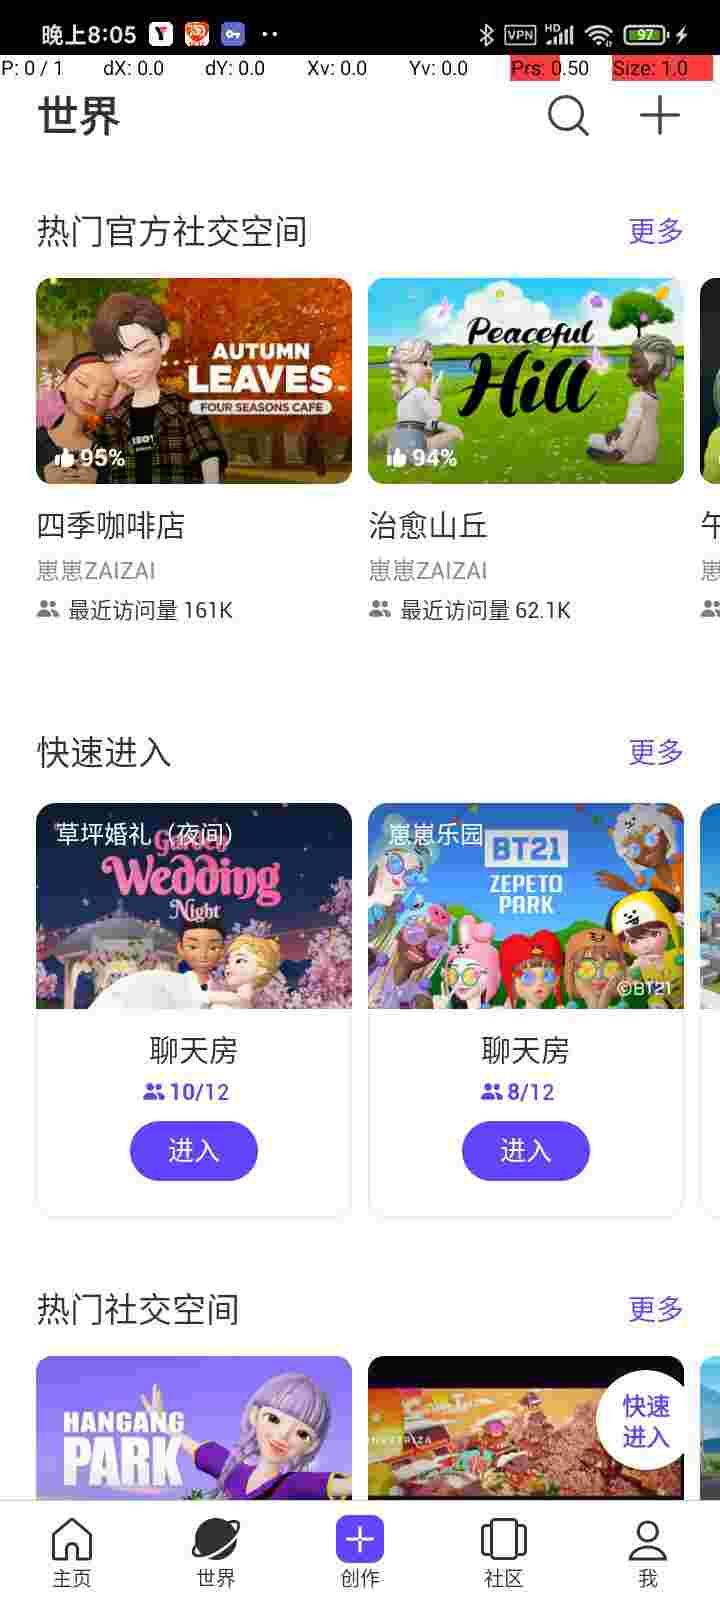 晚上8:05
VPN
HD
97
P: 0 / 1 dX: 0.0 dY: 0.0 Xv: 0.0 Yv: 0.0 Prs: 0.50 Size: 1.0
世界
热门官方社交空间 更多
AUTUMN
LEAVES
FOUR SEASONS CAFE
95%
Peaceful
Hill
94%
四季咖啡店
崽崽ZAIZAI
最近访问量 161K
治愈山丘
崽崽ZAIZAI
最近访问量 62.1K
快速进入 更多
草坪婚礼（夜间）
Garden
Wedding
Night
聊天房
10/12
进入
崽崽乐园
BT21
ZEPETO
PARK
©BT21
聊天房
8/12
进入
热门社交空间 更多
HANGANG
PARK
快速
进入
主页 世界 创作 社区 我